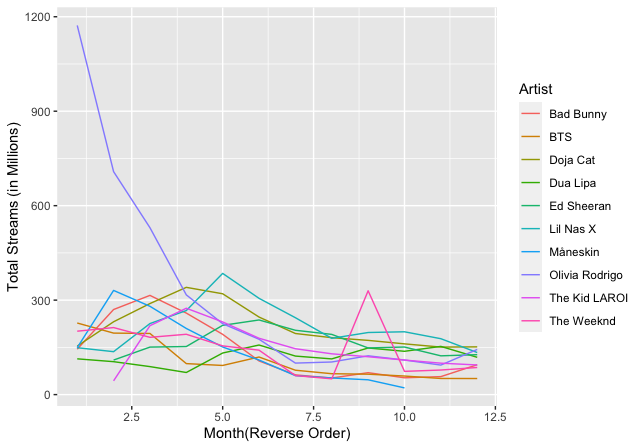 1200
900
600
300
0
Total Streams (in Millions)
2.5 5.0 7.5 10.0 12.5
Month(Reverse Order)
Artist
Bad Bunny
BTS
Doja Cat
Dua Lipa
Ed Sheeran
Lil Nas X
Måneskin
Olivia Rodrigo
The Kid LAROI
The Weeknd